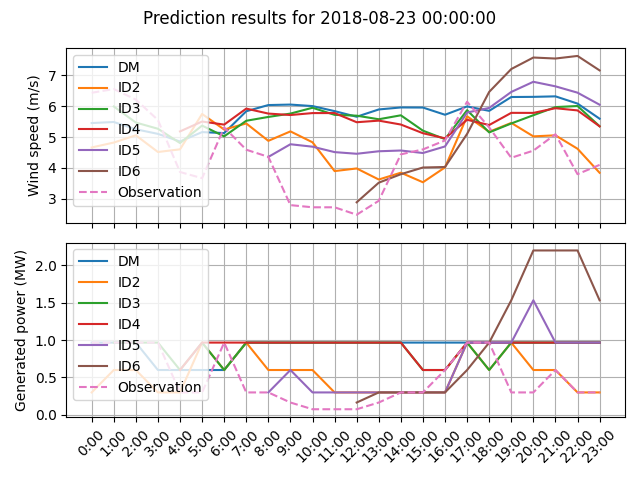 Prediction results for 2018-08-23 00:00:00
Wind speed (m/s)
7
6
5
4
3
DM
ID2
ID3
ID4
ID5
ID6
Observation
Generated power (MW)
2.0
1.5
1.0
0.5
0.0
DM
ID2
ID3
ID4
ID5
ID6
Observation
0:00 1:00 2:00 3:00 4:00 5:00 6:00 7:00 8:00 9:00 10:00 11:00 12:00 13:00 14:00 15:00 16:00 17:00 18:00 19:00 20:00 21:00 22:00 23:00